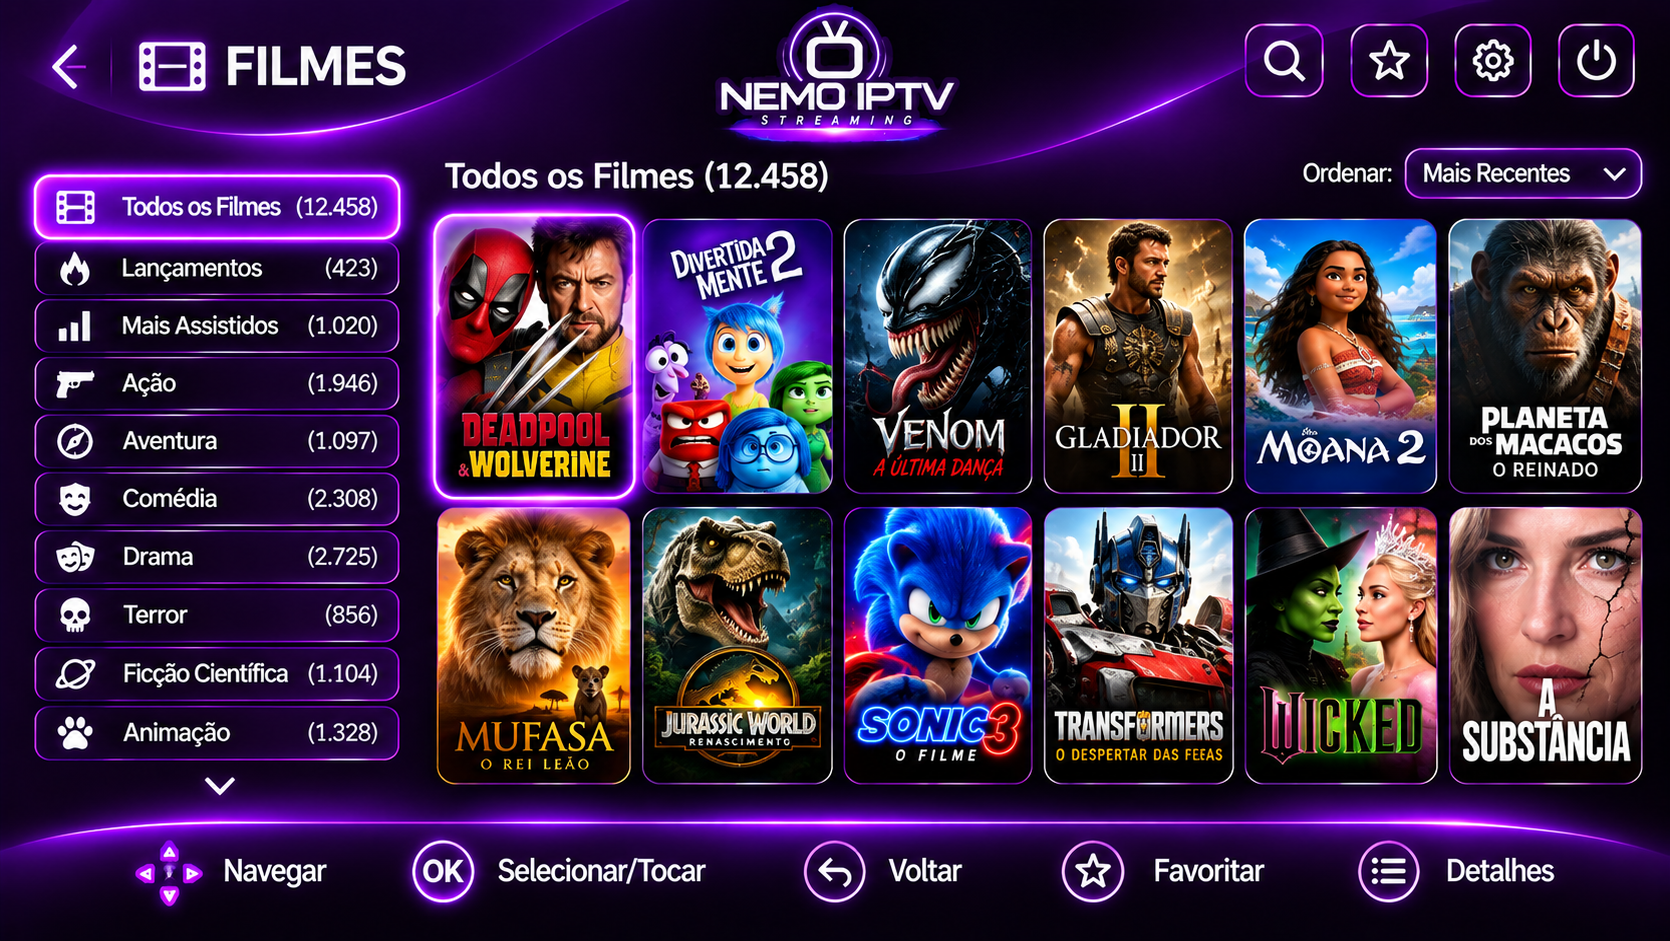 FILMES
NEMO IPTV
STREAMING
Todos os Filmes (12.458)
Ordenar: Mais Recentes
Todos os Filmes (12.458)
Lançamentos (423)
Mais Assistidos (1.020)
Ação (1.946)
Aventura (1.097)
Comédia (2.308)
Drama (2.725)
Terror (856)
Ficção Científica (1.104)
Animação (1.328)
DEADPOOL
& WOLVERINE
DIVERTIDA
MENTE 2
VENOM
A ÚLTIMA DANÇA
GLADIADOR
II
MOANA 2
PLANETA
DOS MACACOS
O REINADO
MUFASA
O REI LEÃO
JURASSIC WORLD
RENASCIMENTO
SONIC 3
O FILME
TRANSFORMERS
O DESPERTAR DAS FEEAS
WICKED
A
SUBSTÂNCIA
Navegar
OK Selecionar/Tocar
Voltar
Favoritar
Detalhes